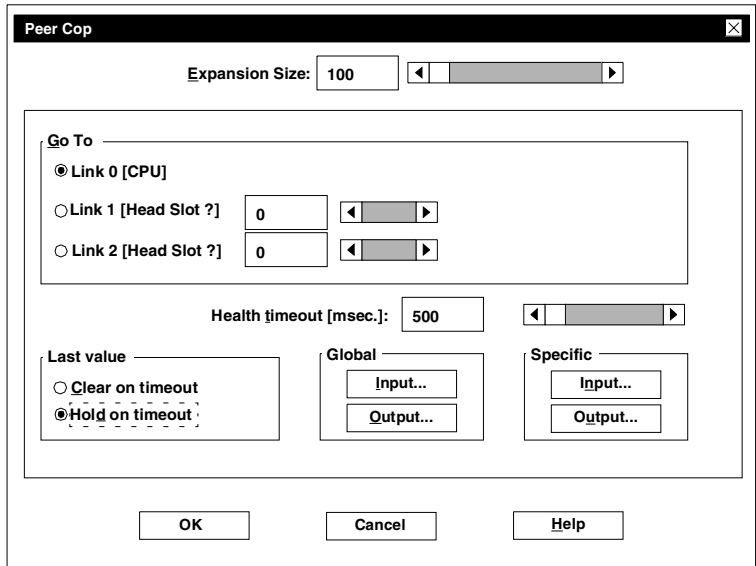 Peer Cop
Expansion Size: 100
Go To
Link 0 [CPU]
Link 1 [Head Slot ?] 0
Link 2 [Head Slot ?] 0
Health timeout [msec.]: 500
Last value
Clear on timeout
Hold on timeout
Global
Input...
Output...
Specific
Input...
Output...
OK Cancel Help